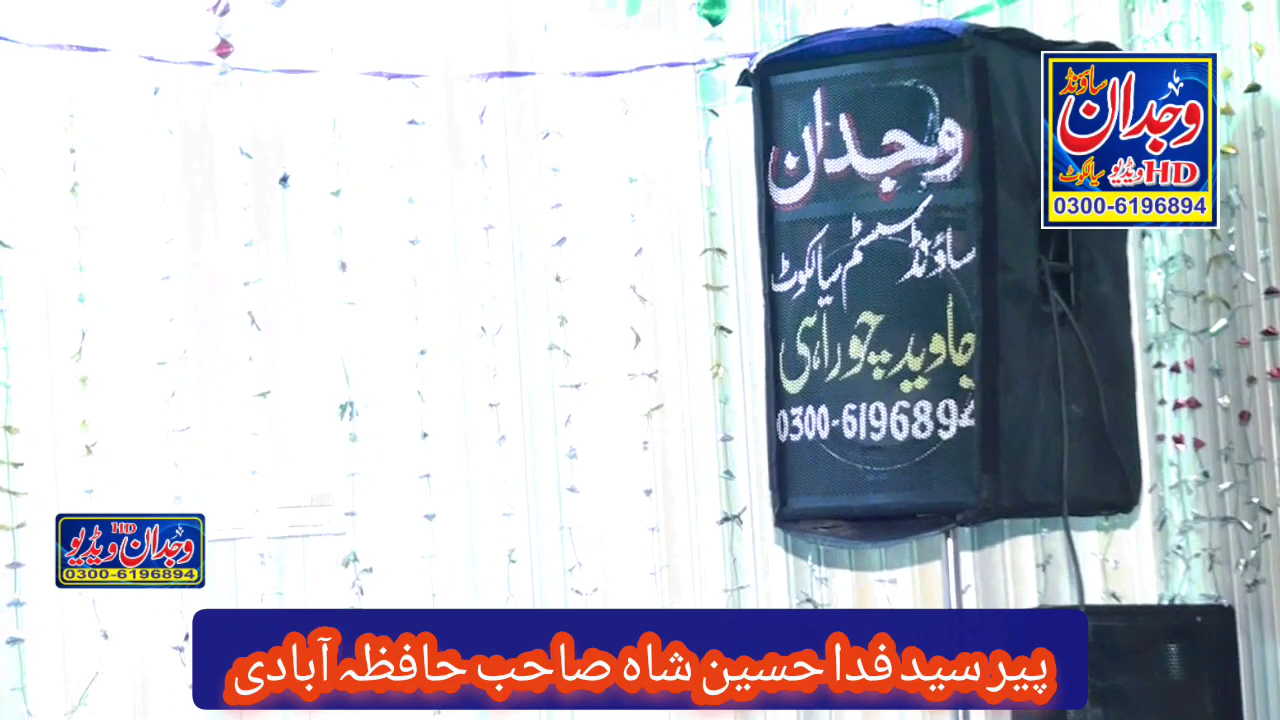 وجدان
ساؤنڈ سسٹم سیالکوٹ
جاوید چوراہی
0300-6196894
ساؤنڈ
وجدان
HD ویڈیو سیالکوٹ
0300-6196894
HD
وجدان ویڈیو
0300-6196894
پیر سید فدا حسین شاہ صاحب حافظہ آبادی